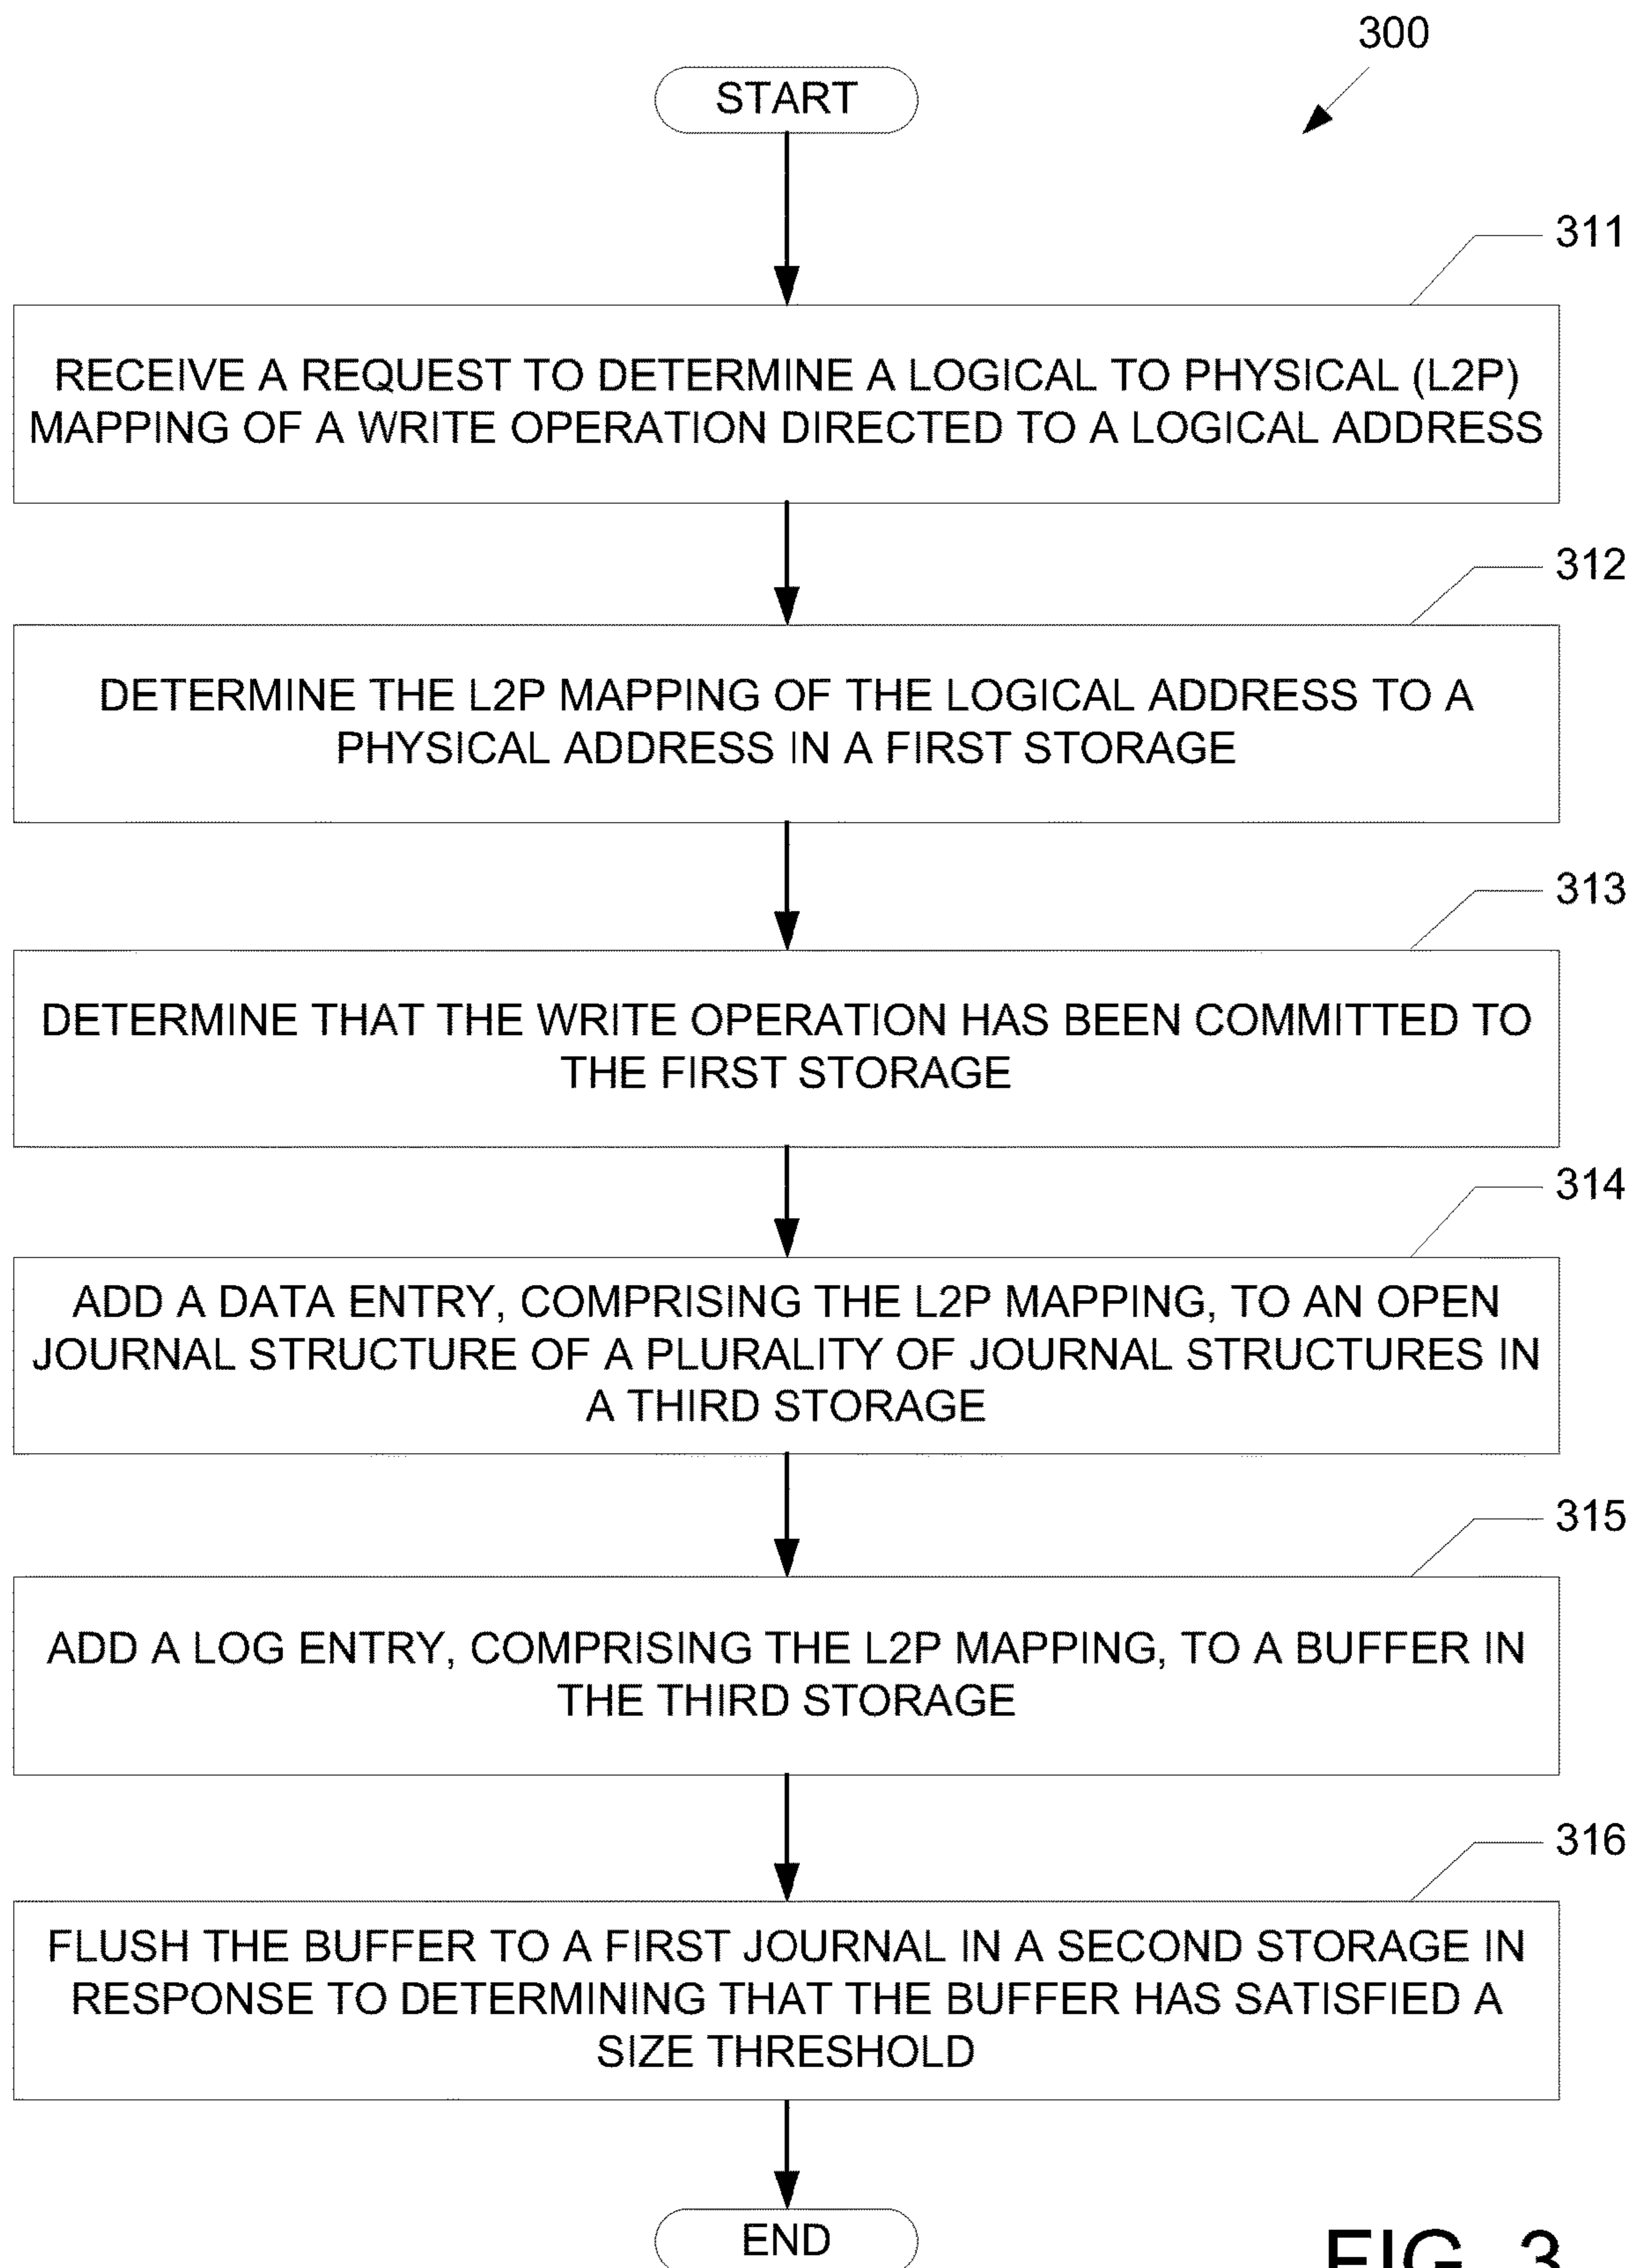 300
START
311
RECEIVE A REQUEST TO DETERMINE A LOGICAL TO PHYSICAL (L2P)
MAPPING OF A WRITE OPERATION DIRECTED TO A LOGICAL ADDRESS
312
DETERMINE THE L2P MAPPING OF THE LOGICAL ADDRESS TO A
PHYSICAL ADDRESS IN A FIRST STORAGE
313
DETERMINE THAT THE WRITE OPERATION HAS BEEN COMMITTED TO
THE FIRST STORAGE
314
ADD A DATA ENTRY, COMPRISING THE L2P MAPPING, TO AN OPEN
JOURNAL STRUCTURE OF A PLURALITY OF JOURNAL STRUCTURES IN
A THIRD STORAGE
315
ADD A LOG ENTRY, COMPRISING THE L2P MAPPING, TO A BUFFER IN
THE THIRD STORAGE
316
FLUSH THE BUFFER TO A FIRST JOURNAL IN A SECOND STORAGE IN
RESPONSE TO DETERMINING THAT THE BUFFER HAS SATISFIED A
SIZE THRESHOLD
END
FIG. 3